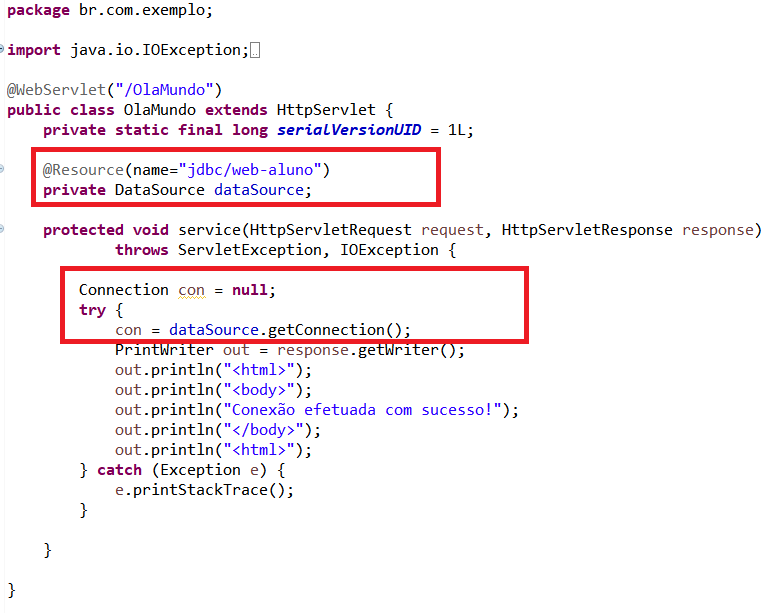 package br.com.exemplo;
import java.io.IOException;
@WebServlet("/OlaMundo")
public class OlaMundo extends HttpServlet {
private static final long serialVersionUID = 1L;
@Resource(name="jdbc/web-aluno")
private DataSource dataSource;
protected void service(HttpServletRequest request, HttpServletResponse response)
throws ServletException, IOException {
Connection con = null;
try {
con = dataSource.getConnection();
PrintWriter out = response.getWriter();
out.println("<html>");
out.println("<body>");
out.println("Conexão efetuada com sucesso!");
out.println("</body>");
out.println("<html>");
} catch (Exception e) {
e.printStackTrace();
}
}
}